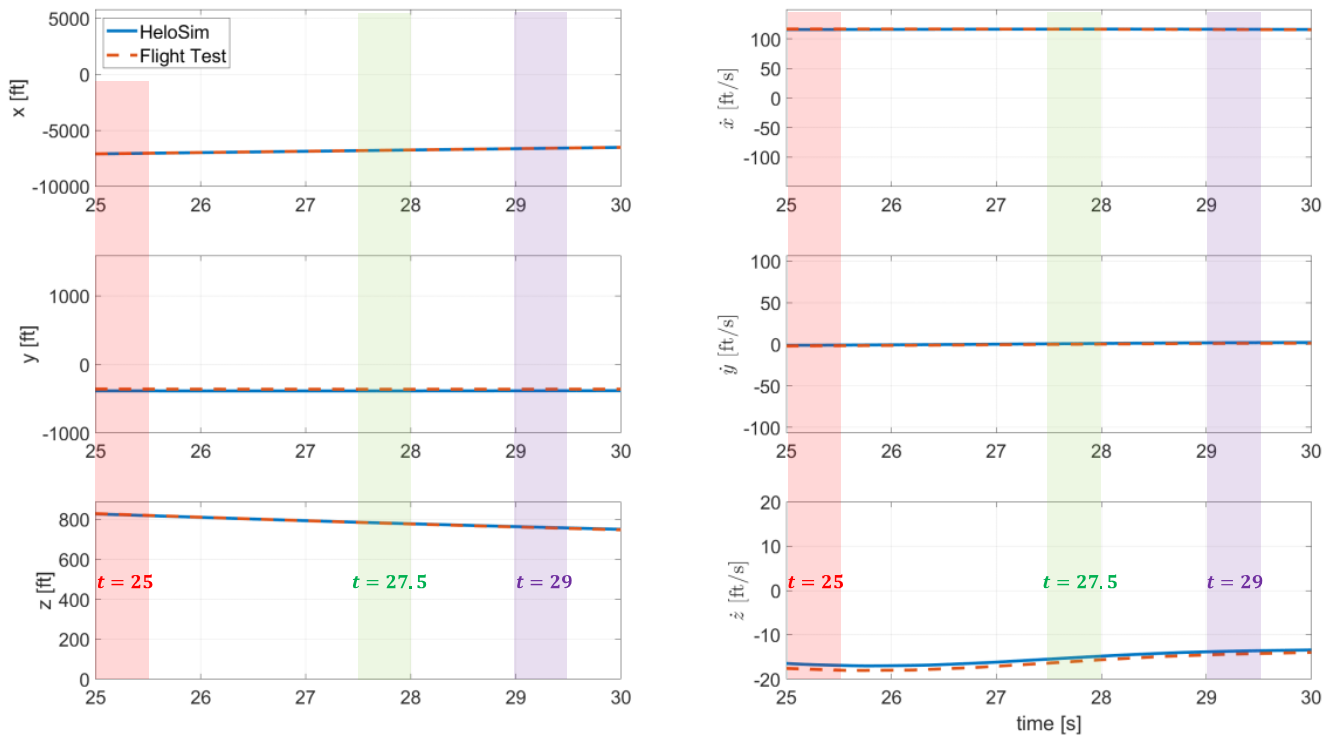 5000
0
-5000
-10000
x [ft]
HeloSim
Flight Test
25 26 27 28 29 30
100
50
0
-50
-100
ẋ [ft/s]
25 26 27 28 29 30
1000
0
-1000
y [ft]
25 26 27 28 29 30
100
50
0
-50
-100
ẏ [ft/s]
25 26 27 28 29 30
800
600
400
200
0
z [ft]
t = 25 t = 27.5 t = 29
25 26 27 28 29 30
20
10
0
-10
-20
ż [ft/s]
t = 25 t = 27.5 t = 29
25 26 27 28 29 30
time [s]